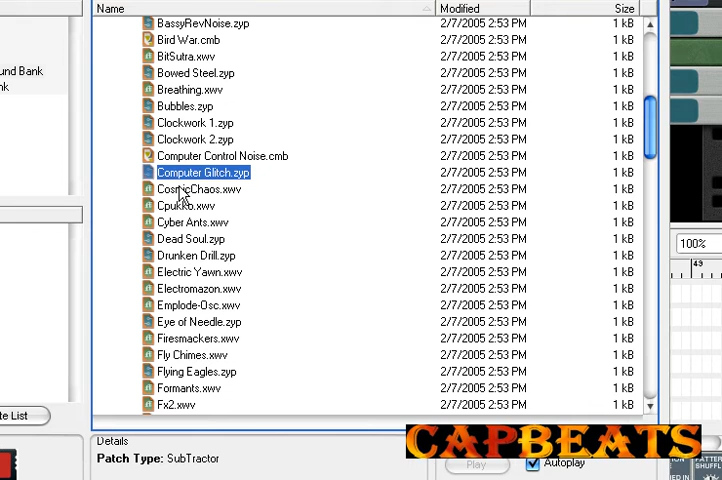 Name Modified Size
BassyRevNoise.zyp 2/7/2005 2:53 PM 1 kB
Bird War.cmb 2/7/2005 2:53 PM 1 kB
BitSutra.xwv 2/7/2005 2:53 PM 1 kB
Bowed Steel.zyp 2/7/2005 2:53 PM 1 kB
Breathing.xwv 2/7/2005 2:53 PM 1 kB
Bubbles.zyp 2/7/2005 2:53 PM 1 kB
Clockwork 1.zyp 2/7/2005 2:53 PM 1 kB
Clockwork 2.zyp 2/7/2005 2:53 PM 1 kB
Computer Control Noise.cmb 2/7/2005 2:53 PM 1 kB
Computer Glitch.zyp 2/7/2005 2:53 PM 1 kB
CosmicChaos.xwv 2/7/2005 2:53 PM 1 kB
2/7/2005 2:53 PM 1 kB
Cyber Ants.xwv 2/7/2005 2:53 PM 1 kB
Dead Soul.zyp 2/7/2005 2:53 PM 1 kB
Drunken Drill.zyp 2/7/2005 2:53 PM 1 kB
Electric Yawn.xwv 2/7/2005 2:53 PM 1 kB
Electromazon.xwv 2/7/2005 2:53 PM 1 kB
Emplode-Osc.xwv 2/7/2005 2:53 PM 1 kB
Eye of Needle.zyp 2/7/2005 2:53 PM 1 kB
Firesmackers.xwv 2/7/2005 2:53 PM 1 kB
Fly Chimes.xwv 2/7/2005 2:53 PM 1 kB
Flying Eagles.zyp 2/7/2005 2:53 PM 1 kB
Formants.xwv 2/7/2005 2:53 PM 1 kB
Fx2.xwv 2/7/2005 2:53 PM 1 kB
und Bank
nk
te List
100%
49
Details
Patch Type: SubTractor
CAPBEATS
Play
Autoplay
PATTER
SHUFFL